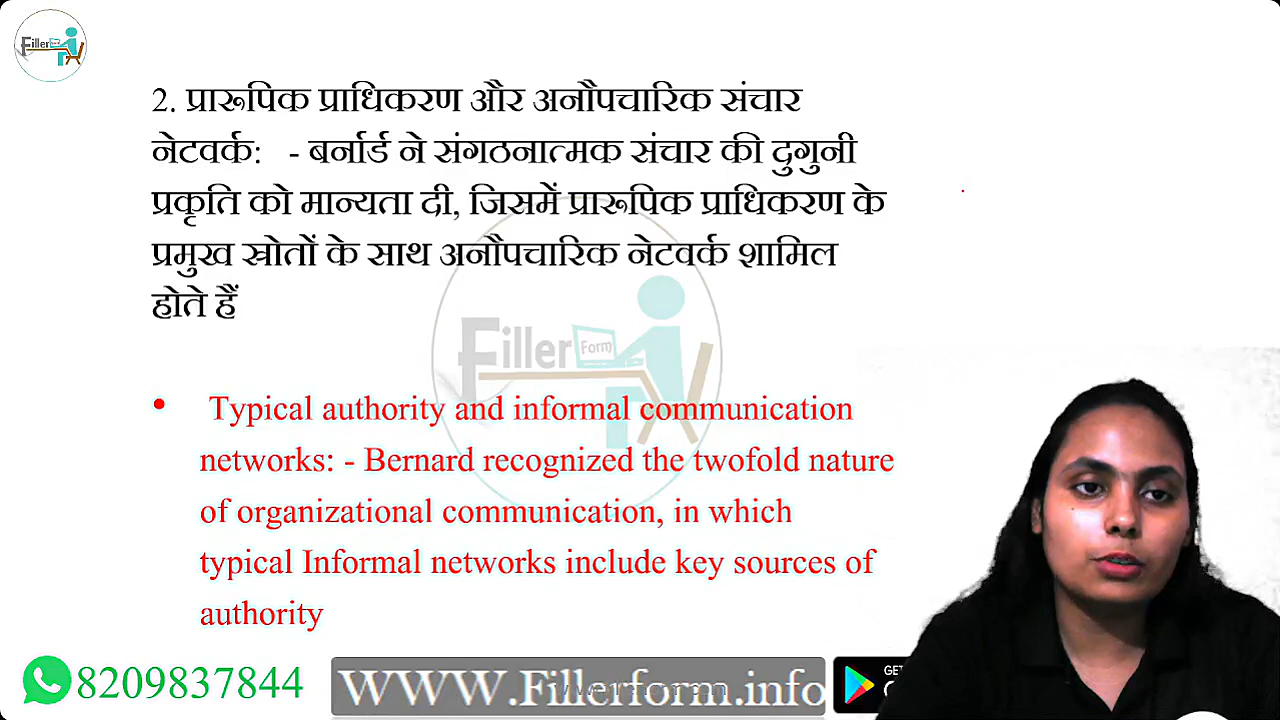 Filler
2. प्रारूपिक प्राधिकरण और अनौपचारिक संचार
नेटवर्क: - बर्नार्ड ने संगठनात्मक संचार की दुगुनी
प्रकृति को मान्यता दी, जिसमें प्रारूपिक प्राधिकरण के
प्रमुख स्रोतों के साथ अनौपचारिक नेटवर्क शामिल
होते हैं
Filler Form
• Typical authority and informal communication
networks: - Bernard recognized the twofold nature
of organizational communication, in which
typical Informal networks include key sources of
authority
8209837844
WWW.Fillerform.info
GET